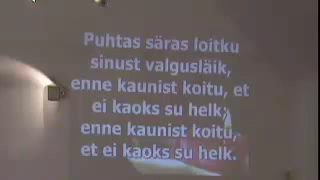 Puhtas säras loitku
sinust valgusläik,
enne kaunist koitu, et
ei kaoks su helk;
enne kaunist koitu,
et ei kaoks su helk.